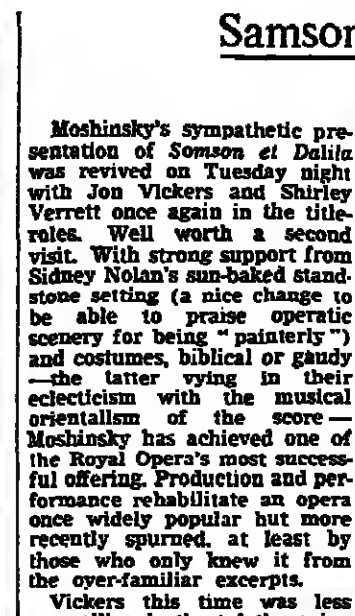 Samson
Moshinsky's sympathetic pre-
sentation of Somson et Dalila
was revived on Tuesday night
with Jon Vickers and Shirley
Verrett once again in the title-
roles. Well worth a second
visit. With strong support from
Sidney Nolan's sun-baked stand-
stone setting (a nice change to
be able to praise operatic
scenery for being " painterly ")
and costumes, biblical or gaudy
—the tatter vying in their
eclecticism with the musical
orientalism of the score —
Moshinsky has achieved one of
the Royal Opera's most success-
ful offering. Production and per-
formance rehabilitate an opera
once widely popular hut more
recently spurned, at least by
those who only knew it from
the over-familiar excerpts.
Vickers this time was less